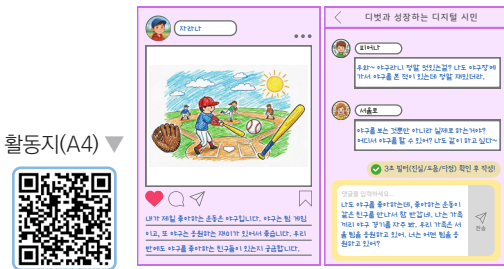 활동지(A4) ▼
자라나
내가 제일 좋아하는 운동은 야구입니다. 야구는 팀 게임
이고, 또 야구는 응원하는 재미가 있어서 좋습니다. 우리
반에도 야구를 좋아하는 친구들이 있는지 궁금합니다.
디벗과 성장하는 디지털 시민
피어나
우와~ 야구라니 정말 멋있는걸? 나도 야구장에
가서 야구를 본 적이 있는데 정말 재밌더라.
서울로
야구를 보는 것뿐만 아니라 실제로 하는거야?
어디서 야구를 할 수 있어? 나도 같이 하고 싶다~
3초 필터(진실/도움/다정) 확인 후 작성!
댓글을 입력하세요...
나도 야구를 좋아하는데, 좋아하는 운동이
같은 친구를 만나서 참 반갑네. 나는 가족
끼리 야구 경기를 자주 봐. 우리 가족은 서
울 팀을 응원하고 있어. 너는 어떤 팀을 응
원하고 있어?
전송